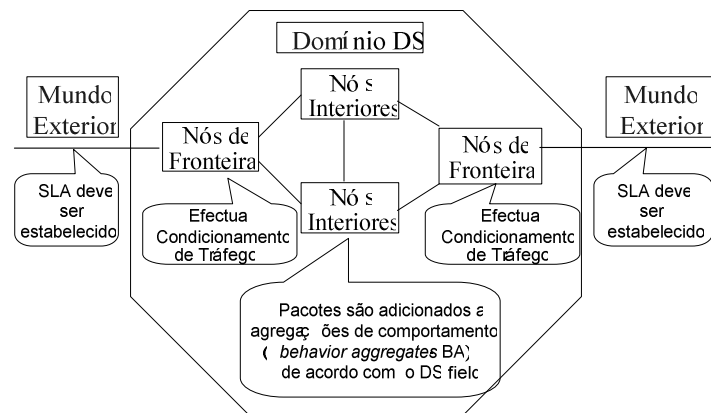 Domínio DS
Mundo
Exterior
Nós
Interiores
Mundo
Exterior
Nós de
Fronteira
Nós de
Fronteira
SLA deve
ser
estabelecido
Nós
Interiores
SLA deve
ser
estabelecido
Efectua
Condicionamento
de Tráfego
Efectua
Condicionamento
de Tráfego
Pacotes são adicionados a
agregações de comportamento
( behavior aggregates BA)
de acordo com o DS field